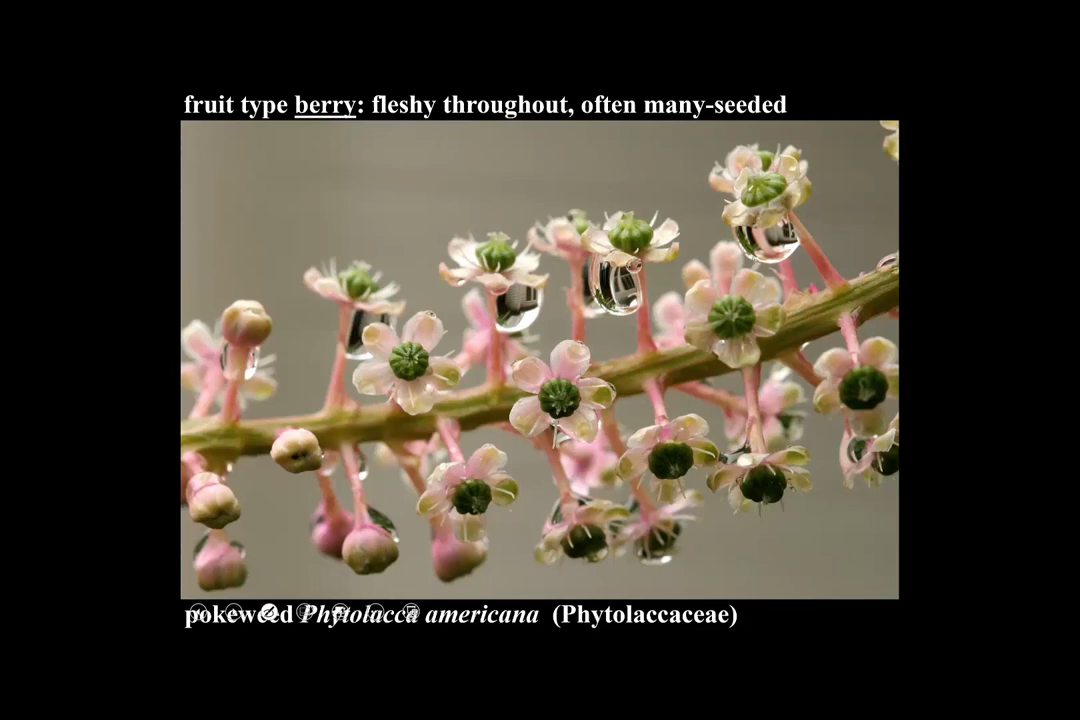 fruit type berry: fleshy throughout, often many-seeded
pokeweed Phytolacca americana (Phytolaccaceae)